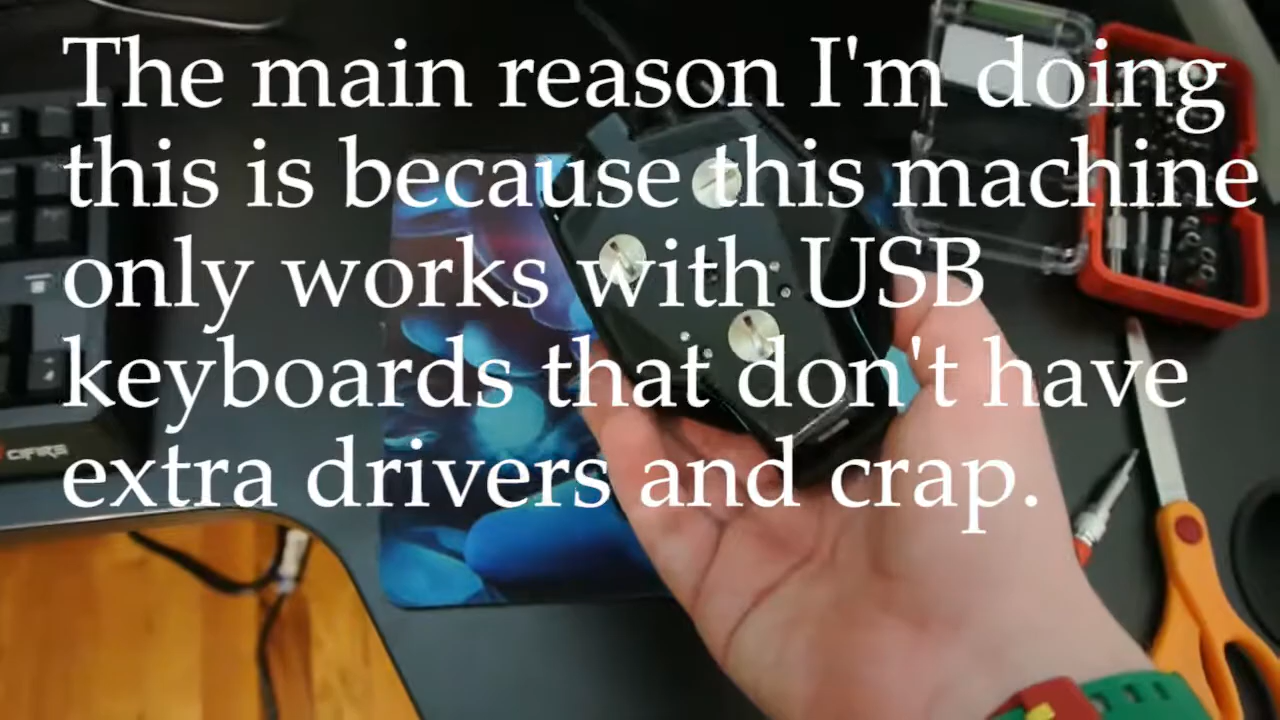 The main reason I'm doing
this is because this machine
only works with USB
keyboards that don't have
extra drivers and crap.
CIFIRE